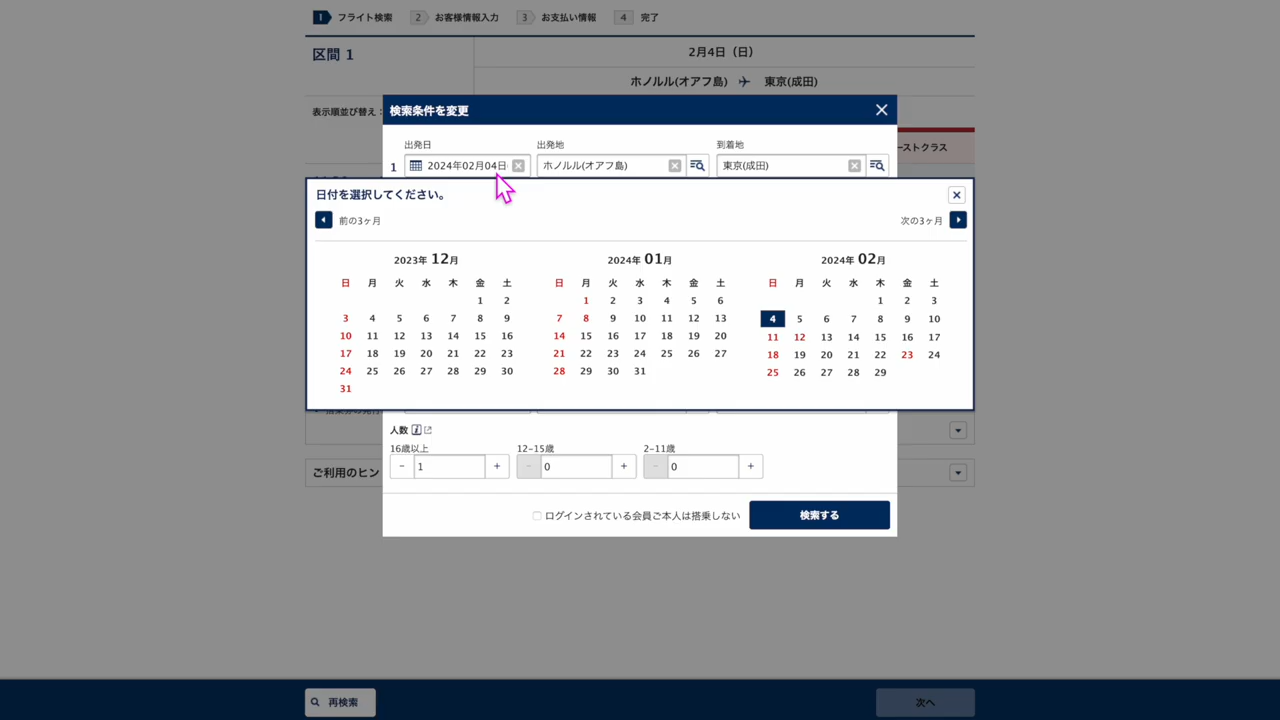 1 フライト検索 2 お客様情報入力 3 お支払い情報 4 完了
区間 1
2月4日（日）
ホノルル(オアフ島) 東京(成田)
表示順並び替え：
検索条件を変更
ーストクラス
出発日 出発地 到着地
1 2024年02月04日 ホノルル(オアフ島) 東京(成田)
日付を選択してください。
前の3ヶ月 次の3ヶ月
2023年 12月
日 月 火 水 木 金 土
1 2
3 4 5 6 7 8 9
10 11 12 13 14 15 16
17 18 19 20 21 22 23
24 25 26 27 28 29 30
31
2024年 01月
日 月 火 水 木 金 土
1 2 3 4 5 6
7 8 9 10 11 12 13
14 15 16 17 18 19 20
21 22 23 24 25 26 27
28 29 30 31
2024年 02月
日 月 火 水 木 金 土
1 2 3
4 5 6 7 8 9 10
11 12 13 14 15 16 17
18 19 20 21 22 23 24
25 26 27 28 29
人数
16歳以上 12-15歳 2-11歳
- 1 + - 0 + - 0 +
ご利用のヒン
ログインされている会員ご本人は搭乗しない
検索する
再検索
次へ